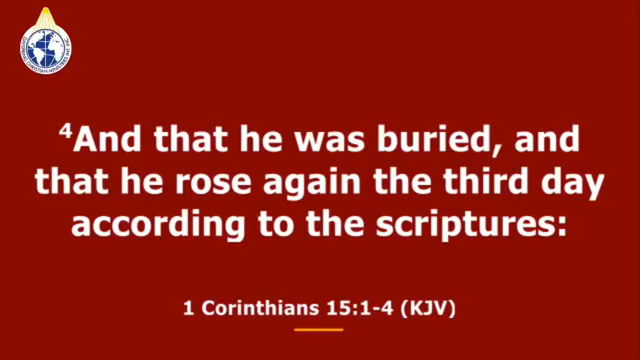 ⁴And that he was buried, and
that he rose again the third day
according to the scriptures:
1 Corinthians 15:1-4 (KJV)